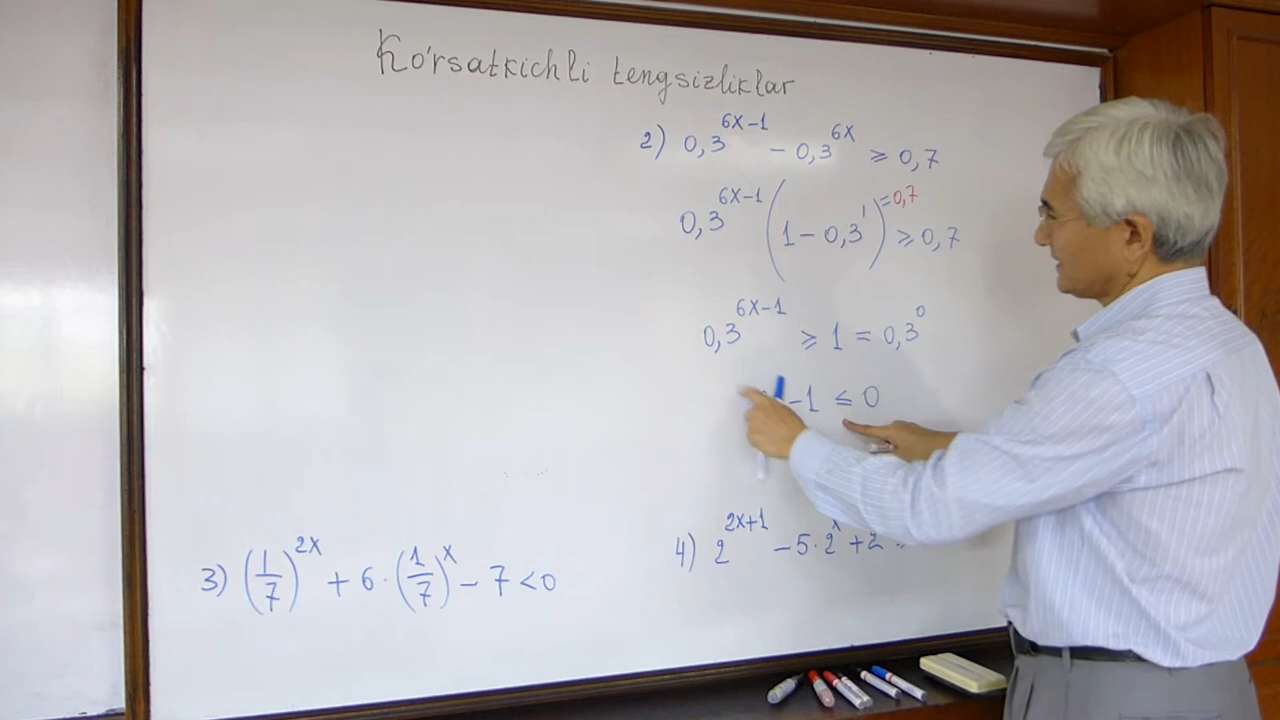 Ko'rsatkichli tengsizliklar
2) 0,3^(6x-1) - 0,3^(6x) ⩾ 0,7
0,3^(6x-1) (1 - 0,3^1)^(=0,7) ⩾ 0,7
0,3^(6x-1) ⩾ 1 = 0,3^0
-1 ≤ 0
3) (1/7)^(2x) + 6·(1/7)^x - 7 < 0
4) 2^(2x+1) - 5·2^x + 2